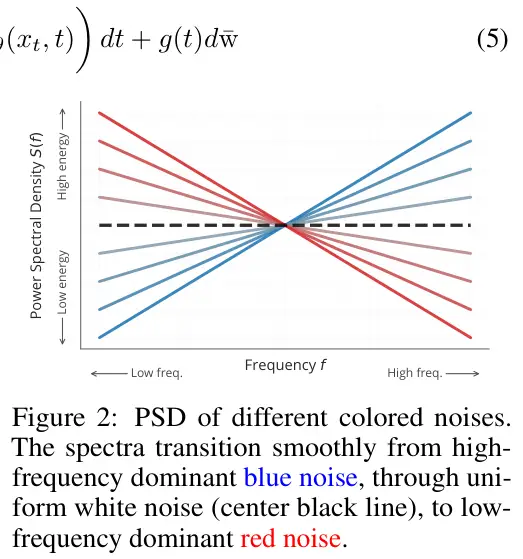 θ(xt, t)) dt + g(t)dw̄ (5)
Power Spectral Density S(f)
Low energy
High energy
Low freq.
Frequency f
High freq.
Figure 2: PSD of different colored noises.
The spectra transition smoothly from high-
frequency dominant blue noise, through uni-
form white noise (center black line), to low-
frequency dominant red noise.